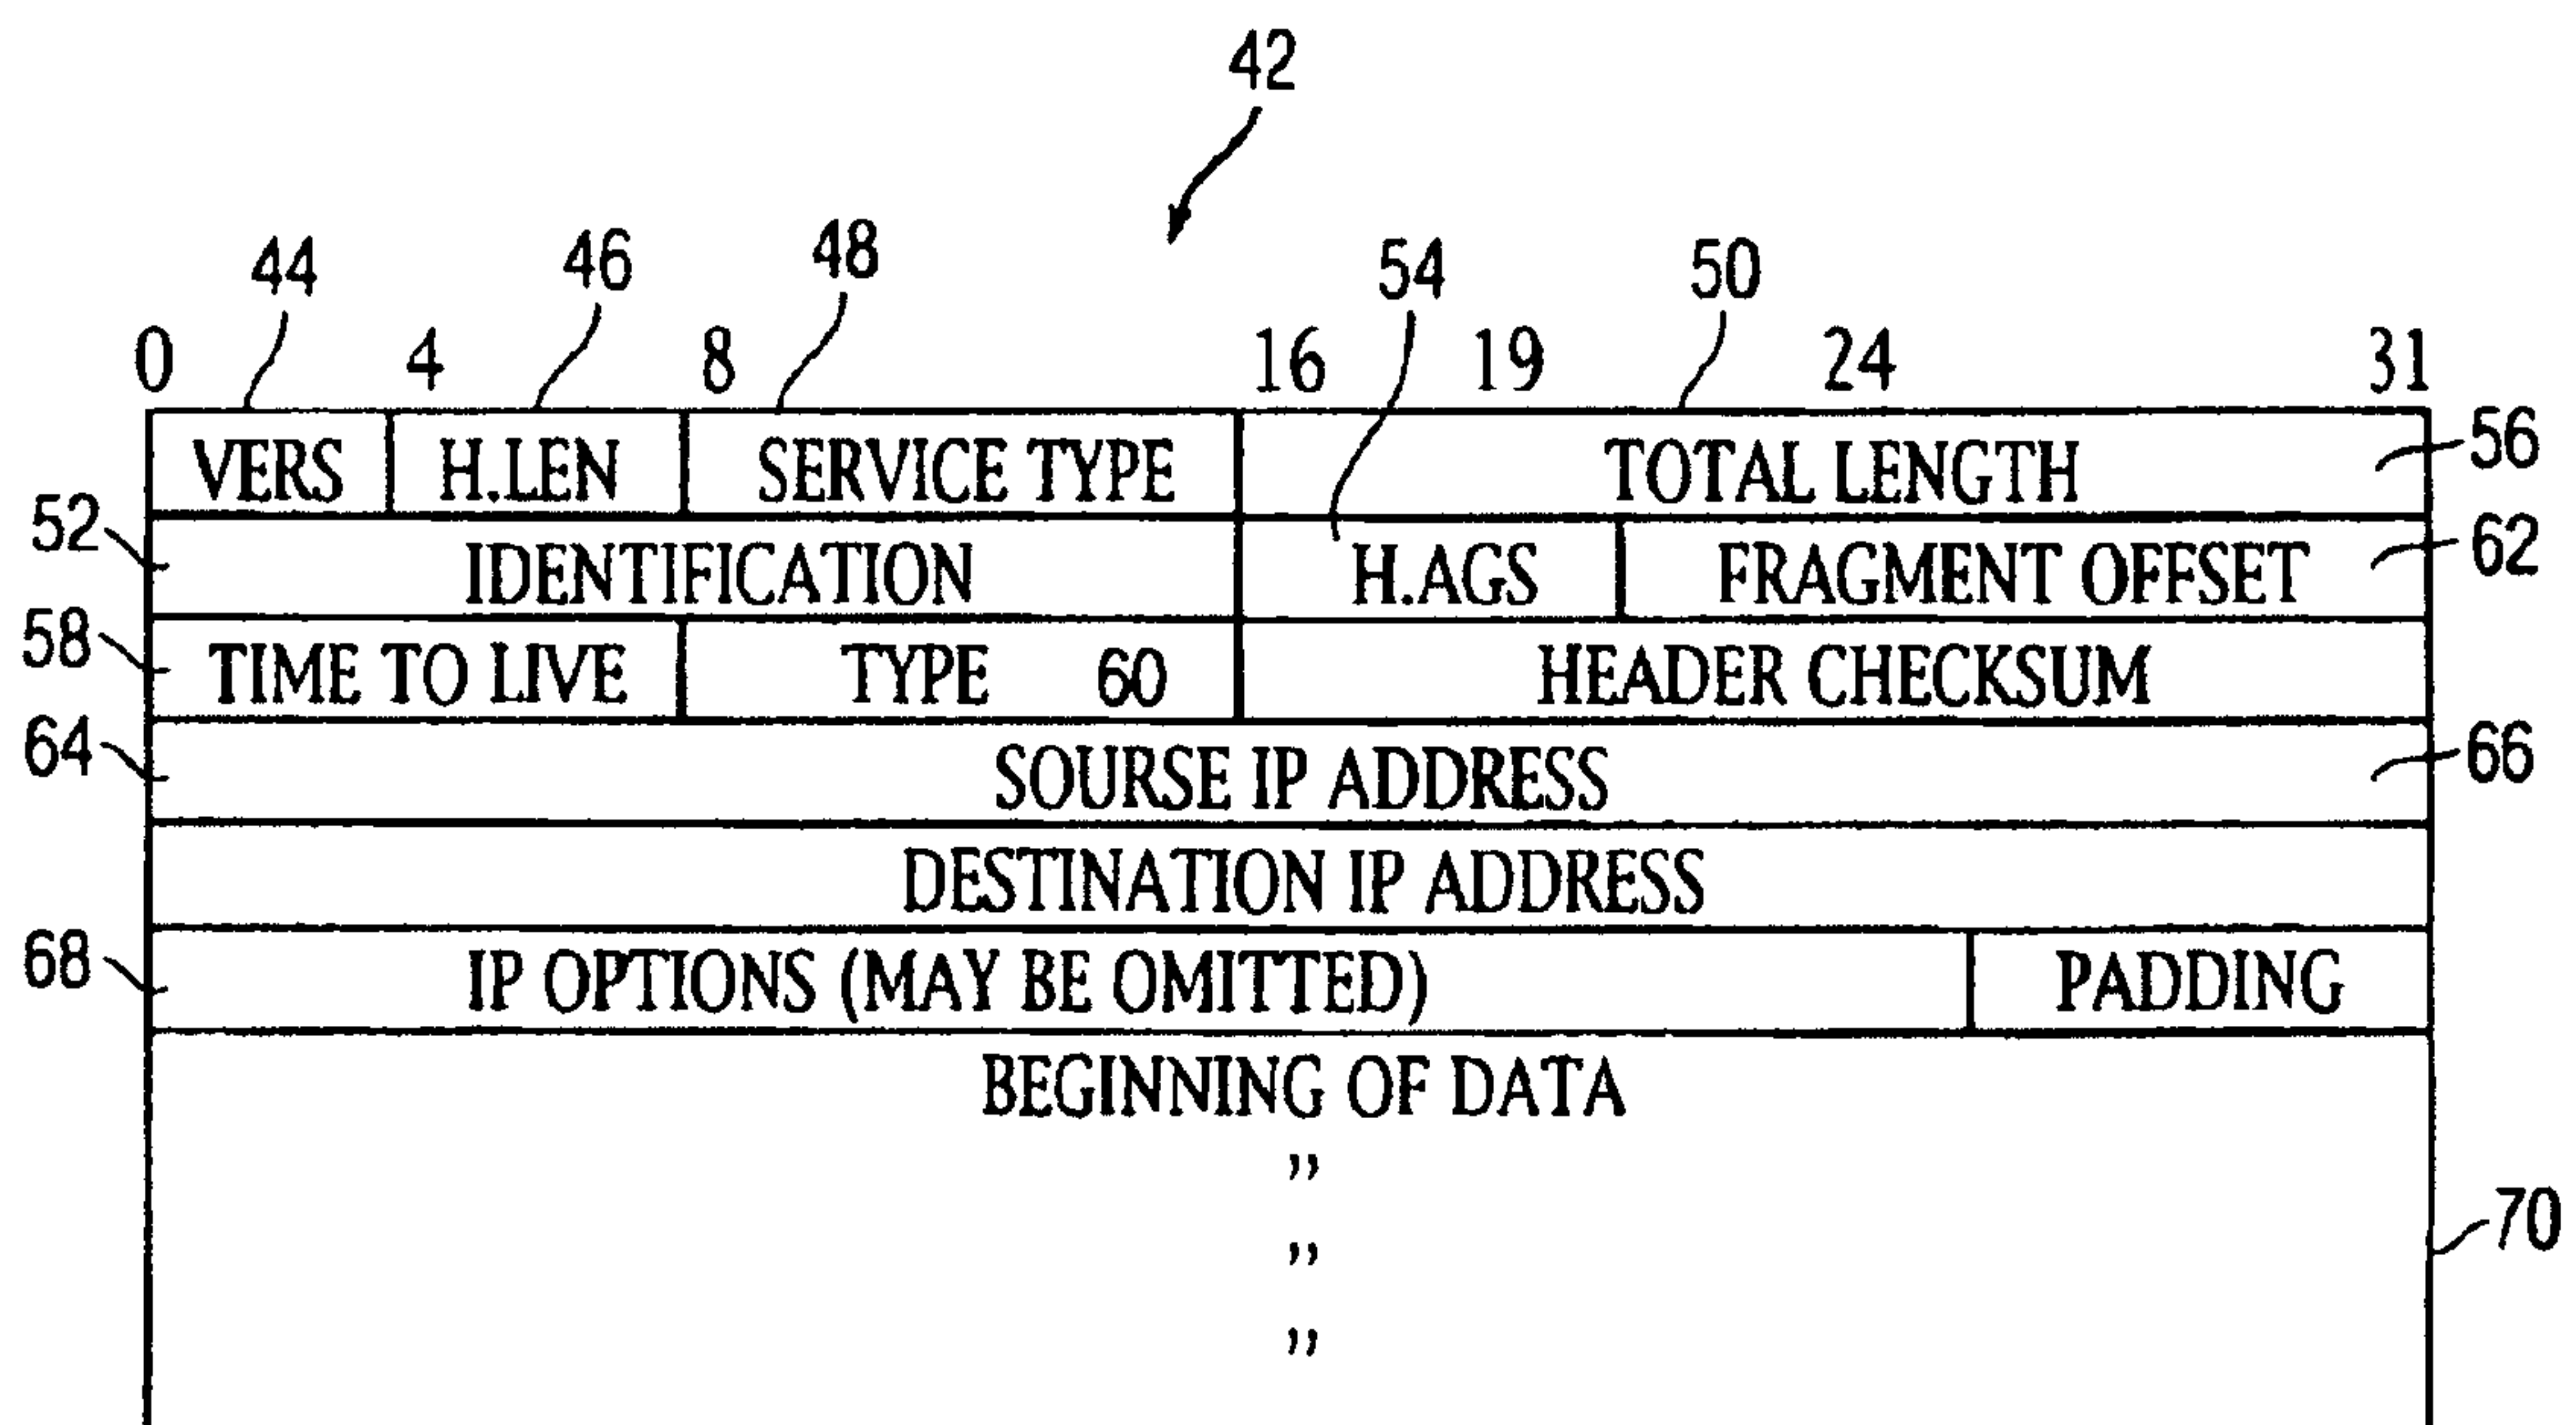 42
44 46 48 54 50
0 4 8 16 19 24 31
VERS H.LEN SERVICE TYPE TOTAL LENGTH 56
52 IDENTIFICATION H.AGS FRAGMENT OFFSET 62
58 TIME TO LIVE TYPE 60 HEADER CHECKSUM
64 SOURSE IP ADDRESS 66
DESTINATION IP ADDRESS
68 IP OPTIONS (MAY BE OMITTED) PADDING
BEGINNING OF DATA
”
” 70
”